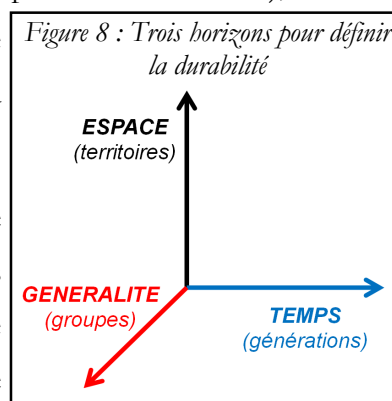 Figure 8 : Trois horizons pour définir
la durabilité
ESPACE
(territoires)
GENERALITE
(groupes)
TEMPS
(générations)